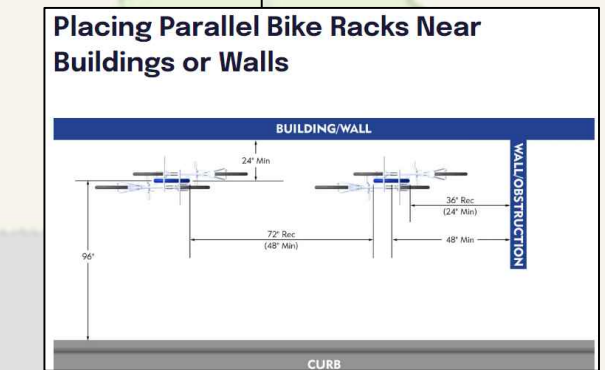 Placing Parallel Bike Racks Near
Buildings or Walls
BUILDING/WALL
24" Min
WALL/OBSTRUCTION
36" Rec
(24" Min)
72" Rec
(48" Min)
48" Min
96"
CURB